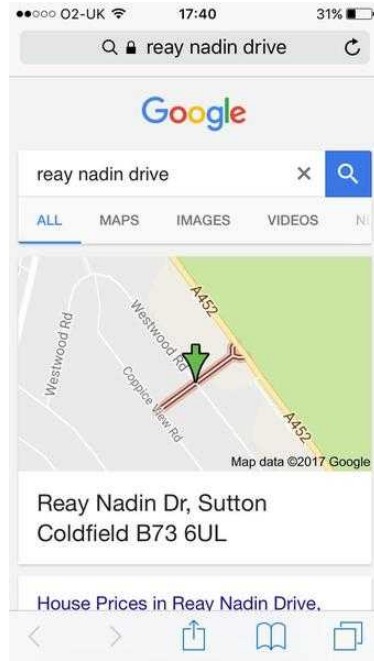 O2-UK 17:40 31%
reay nadin drive
Google
reay nadin drive
ALL MAPS IMAGES VIDEOS
A452
Westwood Rd
Westwood Rd
Coppice View Rd
A452
Map data ©2017 Google
Reay Nadin Dr, Sutton
Coldfield B73 6UL
House Prices in Reay Nadin Drive,